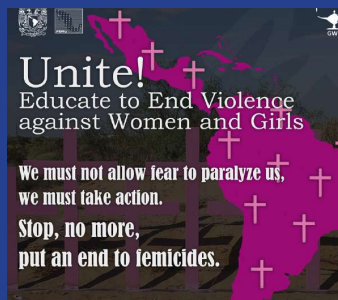 GW
Unite!
Educate to End Violence
against Women and Girls
We must not allow fear to paralyze us,
we must take action.
Stop, no more,
put an end to femicides.